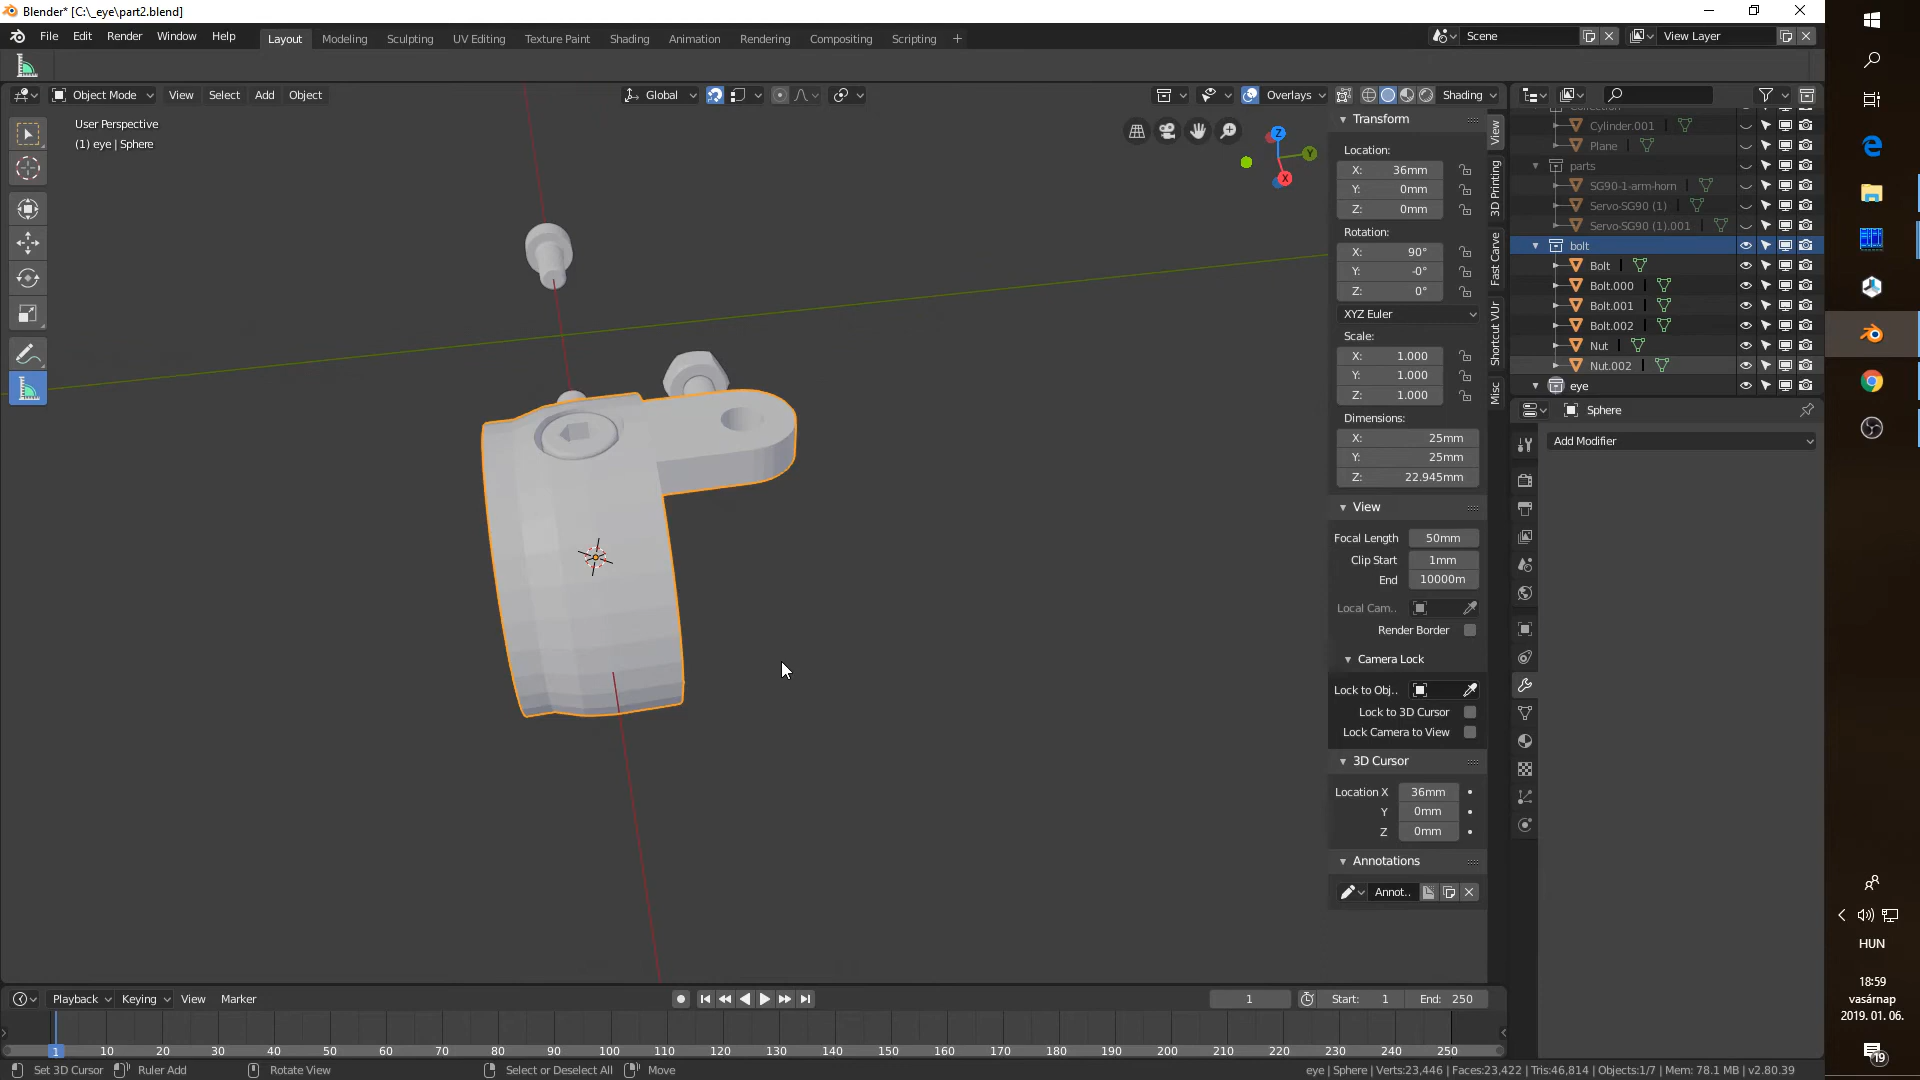 Blender* [C:\_eye\part2.blend]
File Edit Render Window Help
Layout Modeling Sculpting UV Editing Texture Paint Shading Animation Rendering Compositing Scripting +
Scene
View Layer
Object Mode View Select Add Object
Global
Overlays
Shading
User Perspective
(1) eye | Sphere
Z
Y
X
Transform
Location:
X: 36mm
Y: 0mm
Z: 0mm
Rotation:
X: 90°
Y: -0°
Z: 0°
XYZ Euler
Scale:
X: 1.000
Y: 1.000
Z: 1.000
Dimensions:
X: 25mm
Y: 25mm
Z: 22.945mm
View
Focal Length 50mm
Clip Start 1mm
End 10000m
Local Cam..
Render Border
Camera Lock
Lock to Obj..
Lock to 3D Cursor
Lock Camera to View
3D Cursor
Location X 36mm
Y 0mm
Z 0mm
Annotations
Annot..
View
3D Printing
Fast Carve
Shortcut VUr
Misc
Cylinder.001
Plane
parts
SG90-1-arm-horn
Servo-SG90 (1)
Servo-SG90 (1).001
bolt
Bolt
Bolt.000
Bolt.001
Bolt.002
Nut
Nut.002
eye
Sphere
Add Modifier
Playback Keying View Marker
1
Start: 1 End: 250
1 10 20 30 40 50 60 70 80 90 100 110 120 130 140 150 160 170 180 190 200 210 220 230 240 250
Set 3D Cursor Ruler Add Rotate View Select or Deselect All Move
eye | Sphere | Verts:23,446 | Faces:23,422 | Tris:46,814 | Objects:1/7 | Mem: 78.1 MB | v2.80.39
HUN
18:59
vasárnap
2019. 01. 06.
19